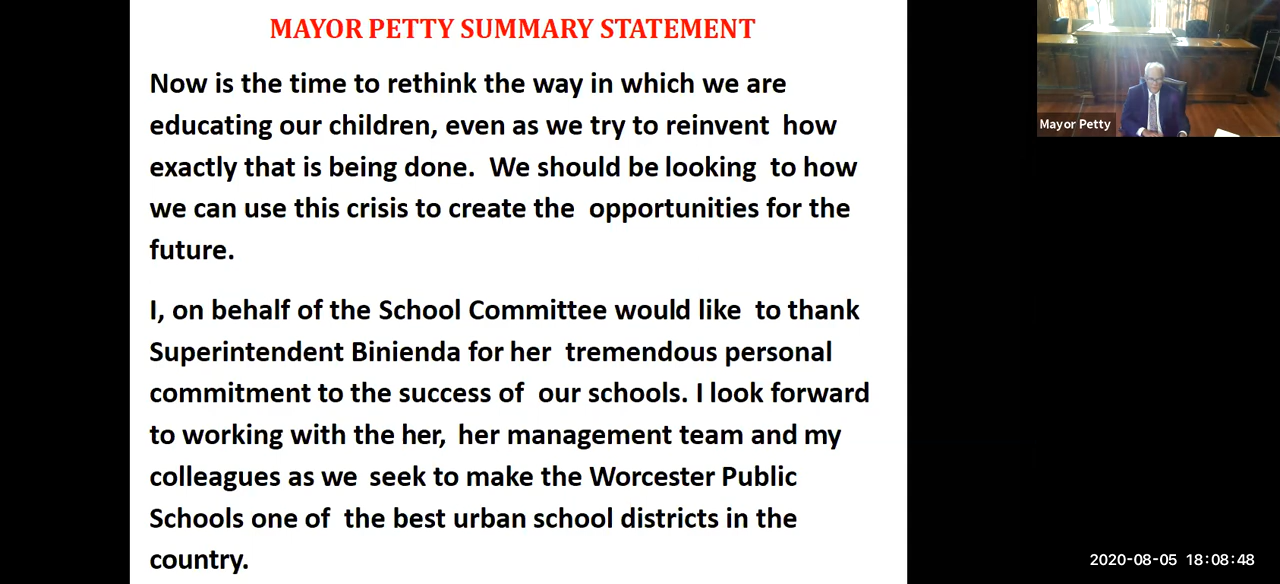 MAYOR PETTY SUMMARY STATEMENT
Now is the time to rethink the way in which we are
educating our children, even as we try to reinvent how
exactly that is being done. We should be looking to how
we can use this crisis to create the opportunities for the
future.
I, on behalf of the School Committee would like to thank
Superintendent Binienda for her tremendous personal
commitment to the success of our schools. I look forward
to working with the her, her management team and my
colleagues as we seek to make the Worcester Public
Schools one of the best urban school districts in the
country.
Mayor Petty
2020-08-05 18:08:48